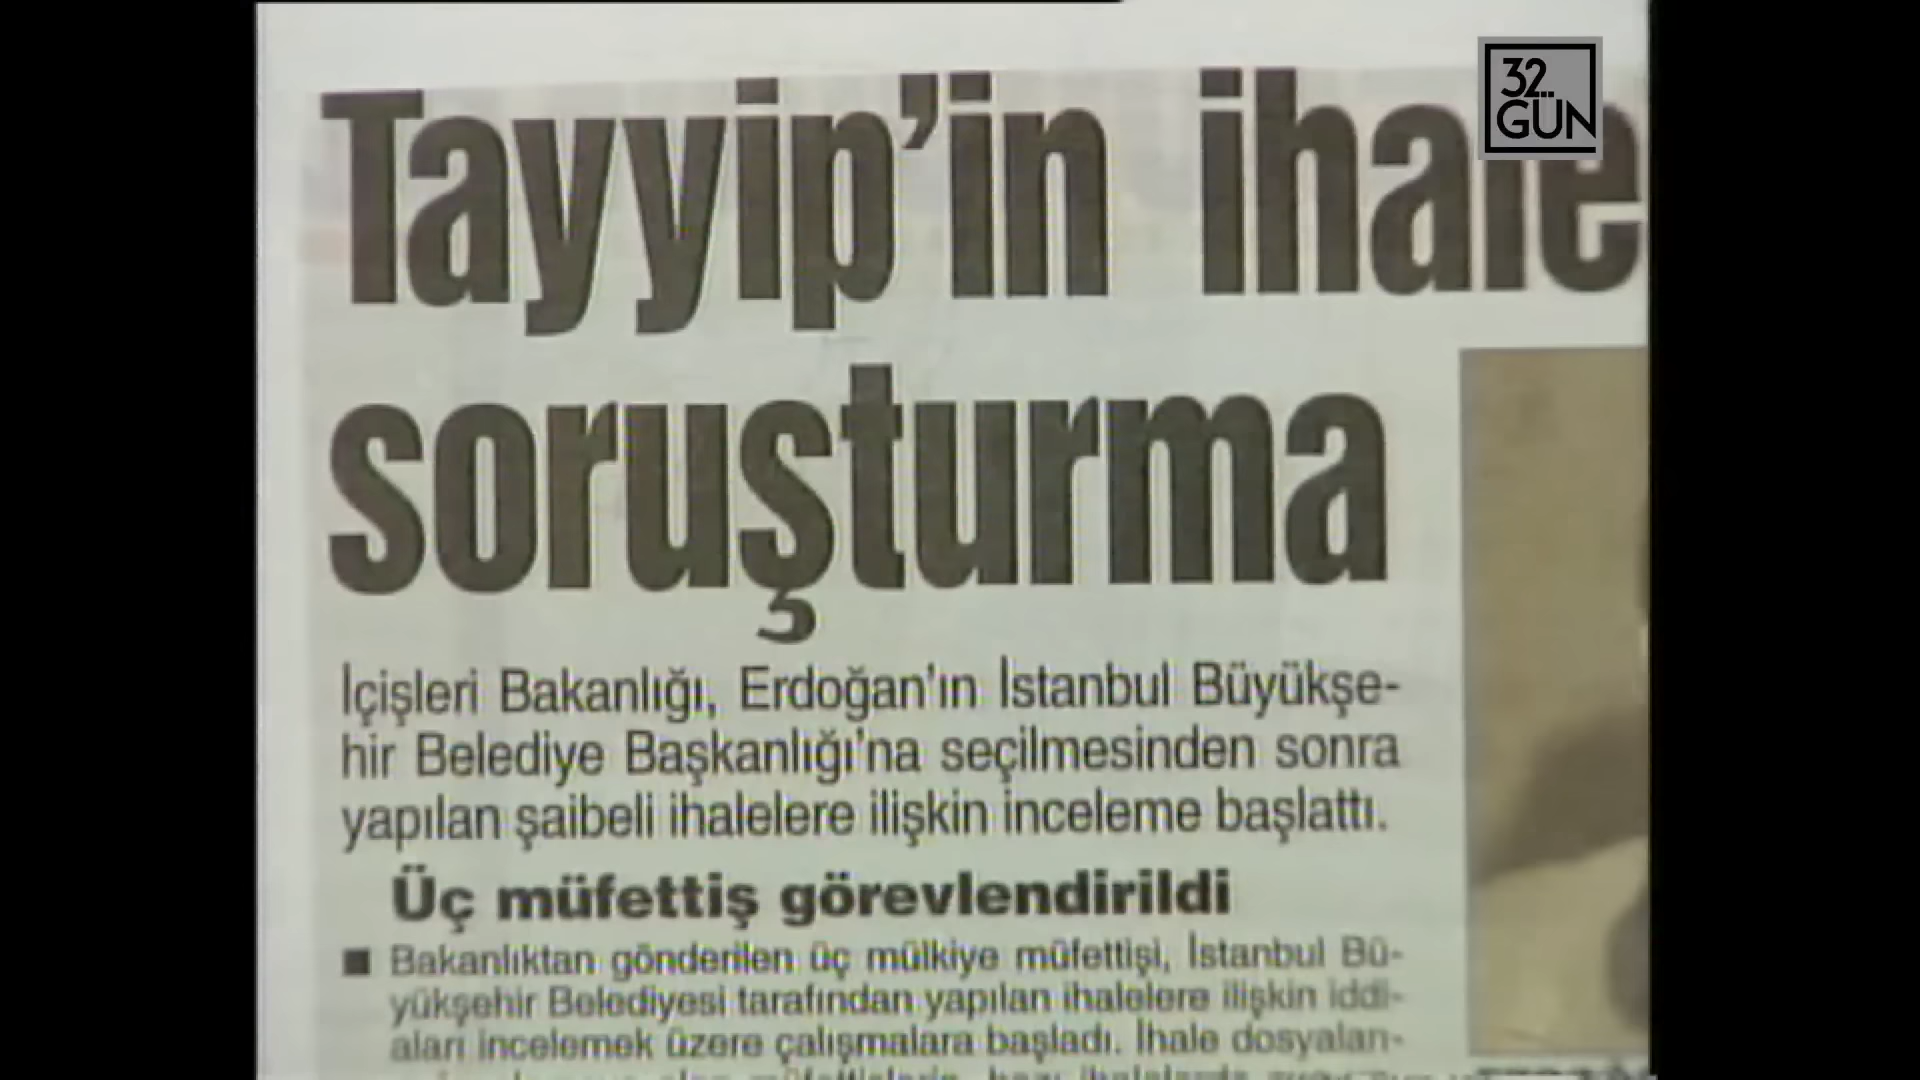 32.
GÜN
Tayyip'in ihale
soruşturma
İçişleri Bakanlığı, Erdoğan'ın İstanbul Büyükşe-
hir Belediye Başkanlığı'na seçilmesinden sonra
yapılan şaibeli ihalelere ilişkin inceleme başlattı.
Üç müfettiş görevlendirildi
■ Bakanlıktan gönderilen üç mülkiye müfettişi, İstanbul Bü-
yükşehir Belediyesi tarafından yapılan ihalelere ilişkin iddi-
aları incelemek üzere çalışmalara başladı. İhale dosyaları-